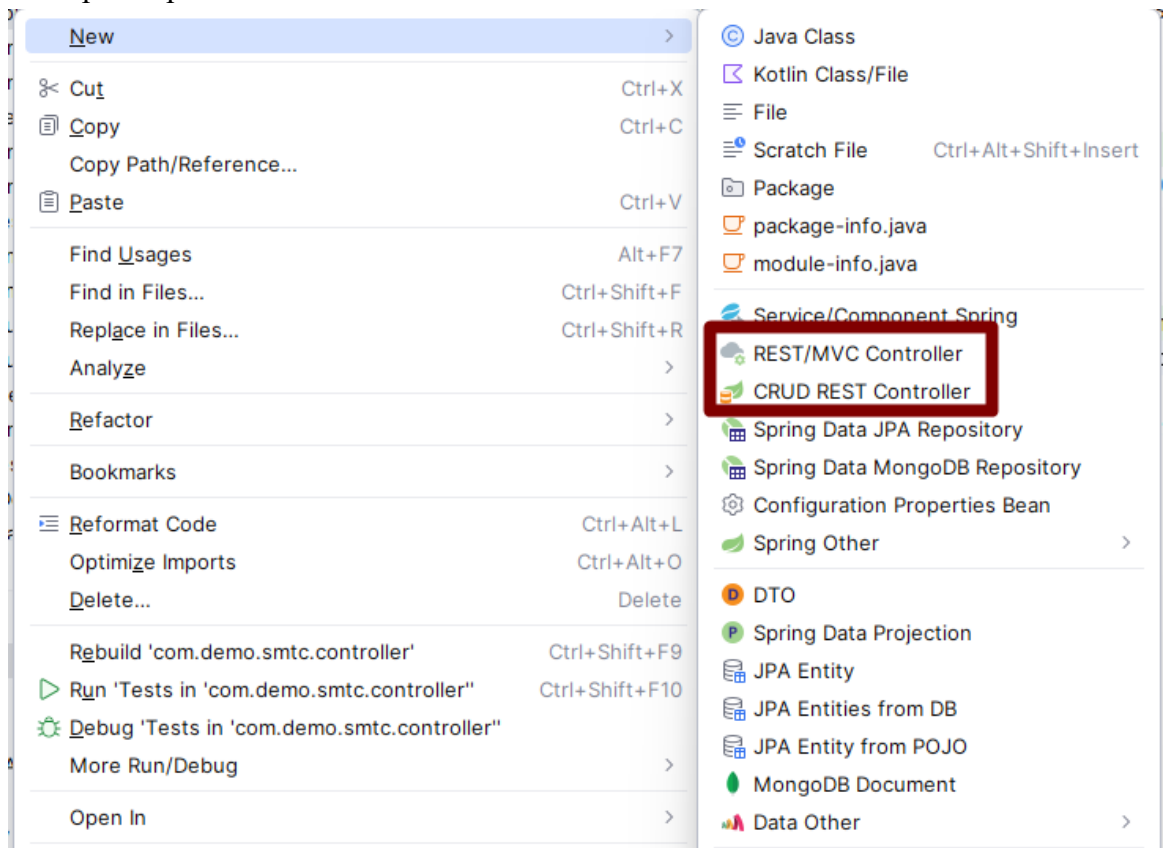 New
Cut Ctrl+X
Copy Ctrl+C
Copy Path/Reference...
Paste Ctrl+V
Find Usages Alt+F7
Find in Files... Ctrl+Shift+F
Replace in Files... Ctrl+Shift+R
Analyze
Refactor
Bookmarks
Reformat Code Ctrl+Alt+L
Optimize Imports Ctrl+Alt+O
Delete... Delete
Rebuild 'com.demo.smtc.controller' Ctrl+Shift+F9
Run 'Tests in 'com.demo.smtc.controller'' Ctrl+Shift+F10
Debug 'Tests in 'com.demo.smtc.controller''
More Run/Debug
Open In
Java Class
Kotlin Class/File
File
Scratch File Ctrl+Alt+Shift+Insert
Package
package-info.java
module-info.java
Service/Component Spring
REST/MVC Controller
CRUD REST Controller
Spring Data JPA Repository
Spring Data MongoDB Repository
Configuration Properties Bean
Spring Other
DTO
Spring Data Projection
JPA Entity
JPA Entities from DB
JPA Entity from POJO
MongoDB Document
Data Other